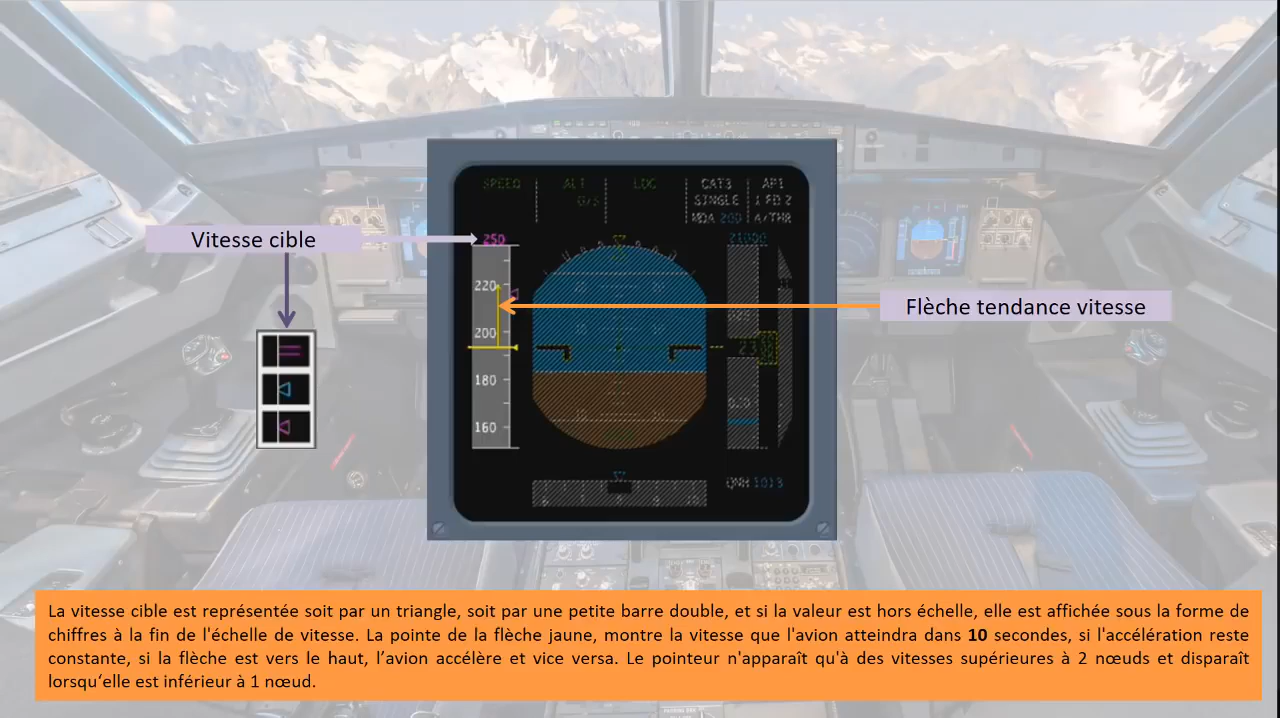 SPEED ALT LOC CAT3 AP1
G/S SINGLE 1 FD 2
MDA 200 A/THR
Vitesse cible
250
21000
220
Flèche tendance vitesse
200
180
160
QNH 1013
La vitesse cible est représentée soit par un triangle, soit par une petite barre double, et si la valeur est hors échelle, elle est affichée sous la forme de
chiffres à la fin de l'échelle de vitesse. La pointe de la flèche jaune, montre la vitesse que l'avion atteindra dans 10 secondes, si l'accélération reste
constante, si la flèche est vers le haut, l’avion accélère et vice versa. Le pointeur n'apparaît qu'à des vitesses supérieures à 2 nœuds et disparaît
lorsqu‘elle est inférieur à 1 nœud.